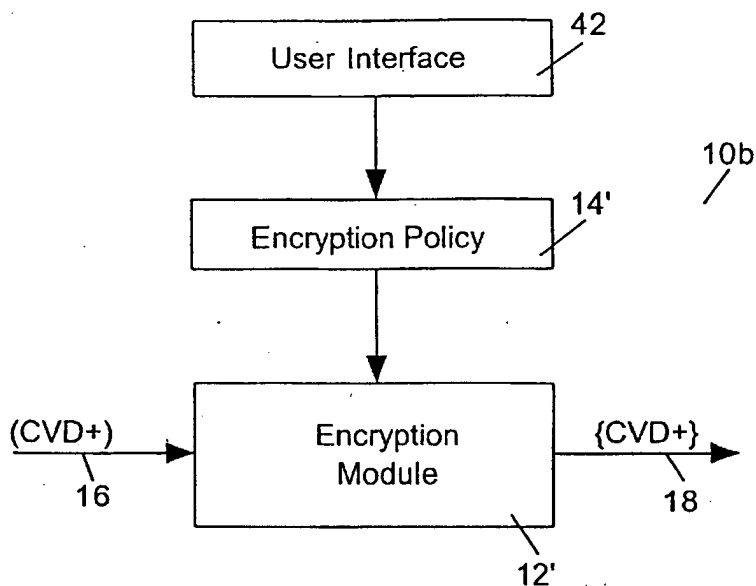 42
User Interface
10b
14'
Encryption Policy
(CVD+)
Encryption
Module
{CVD+}
16
18
12'